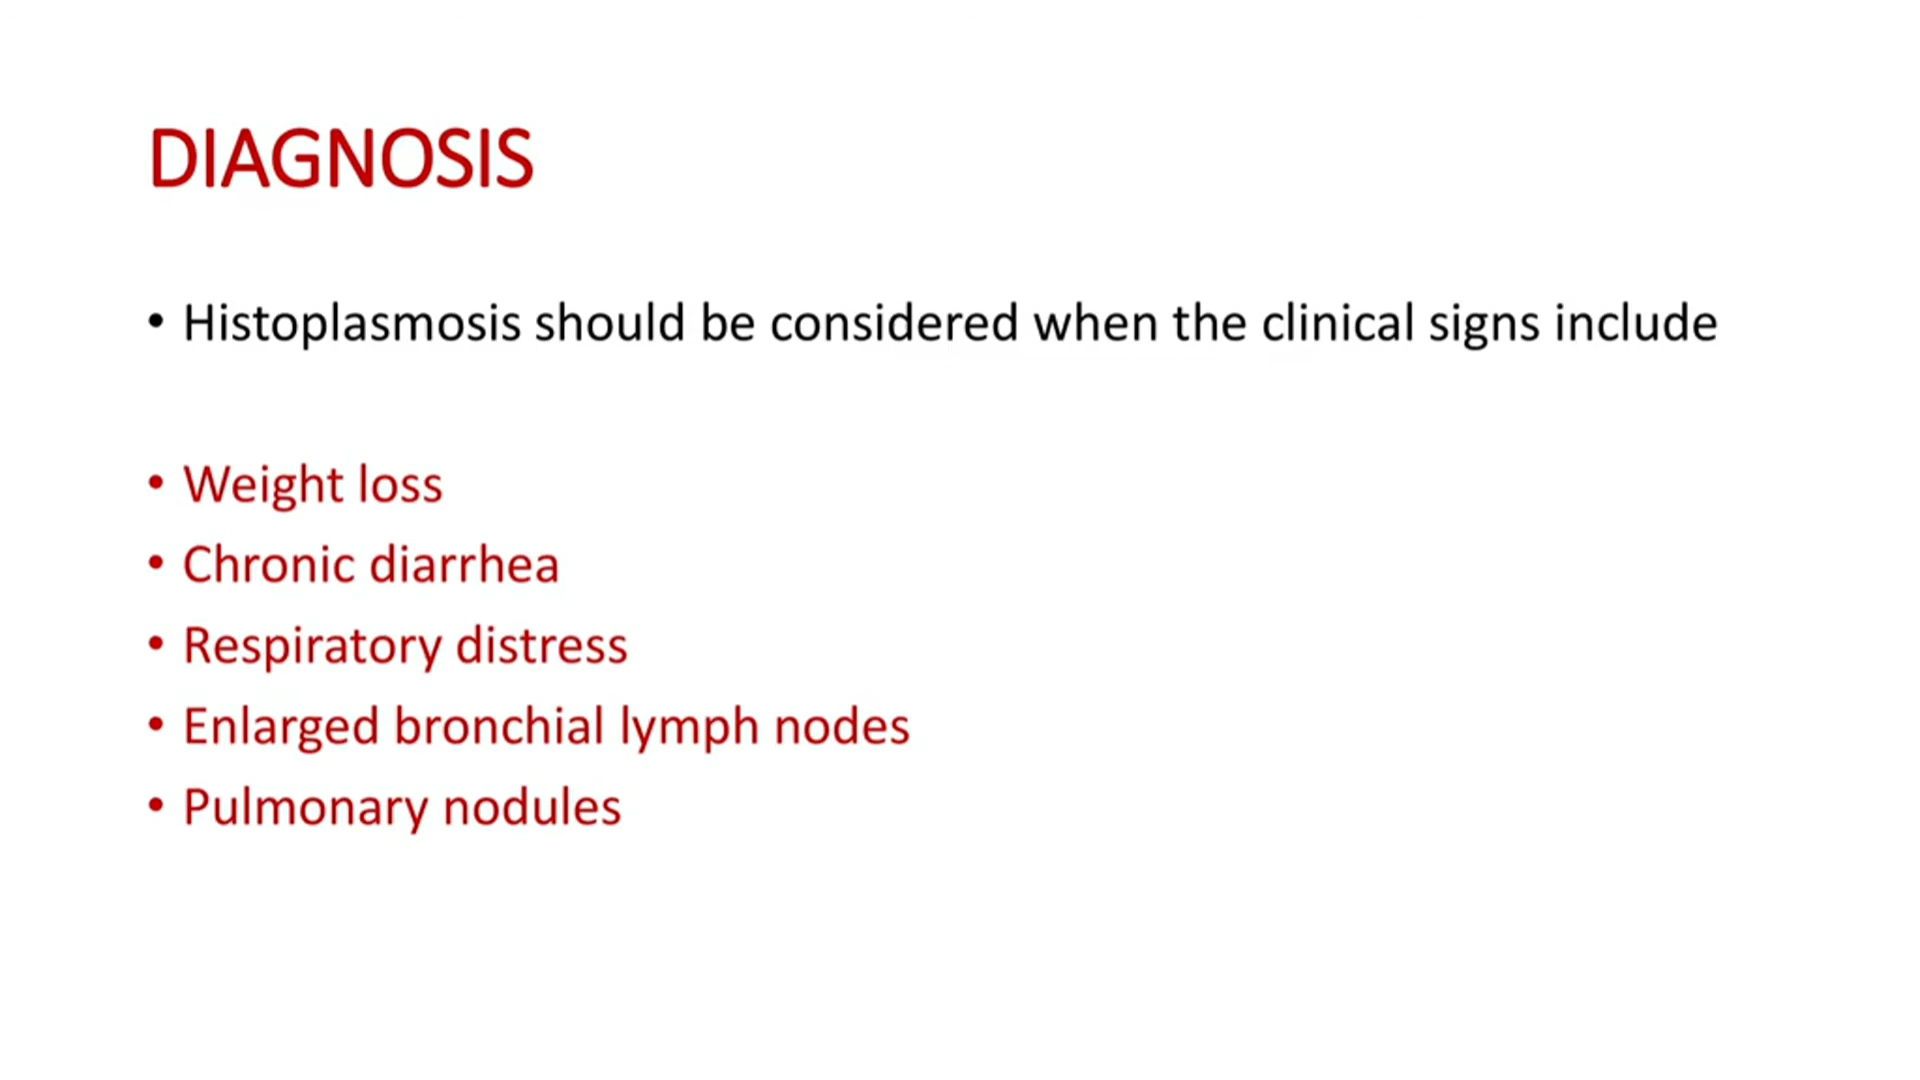 DIAGNOSIS
• Histoplasmosis should be considered when the clinical signs include
• Weight loss
• Chronic diarrhea
• Respiratory distress
• Enlarged bronchial lymph nodes
• Pulmonary nodules